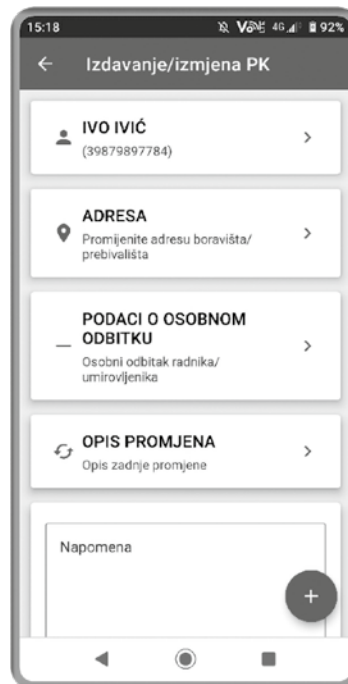 15:18 4G 92%
Izdavanje/izmjena PK
IVO IVIĆ
(39879897784)
ADRESA
Promijenite adresu boravišta/
prebivališta
PODACI O OSOBNOM
ODBITKU
Osobni odbitak radnika/
umirovljenika
OPIS PROMJENA
Opis zadnje promjene
Napomena